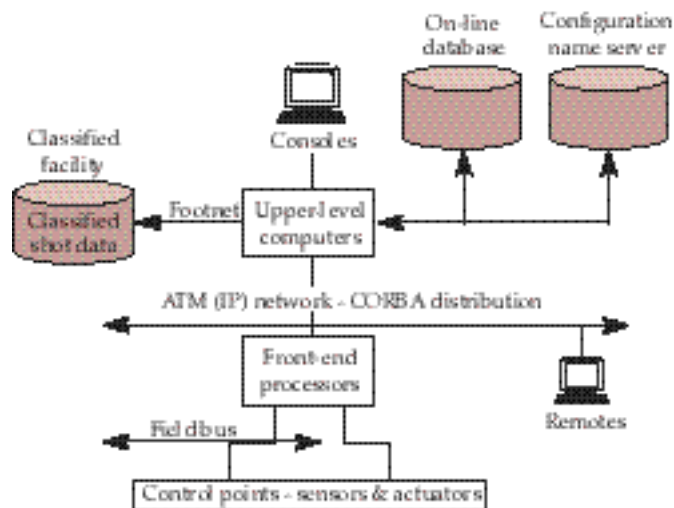 On-line
database
Configuration
name server
Consoles
Classified
facility
Classified
shot data
Footnet
Upper-level
computers
ATM (IP) network - CORBA distribution
Front-end
processors
Remotes
Fieldbus
Control points - sensors & actuators